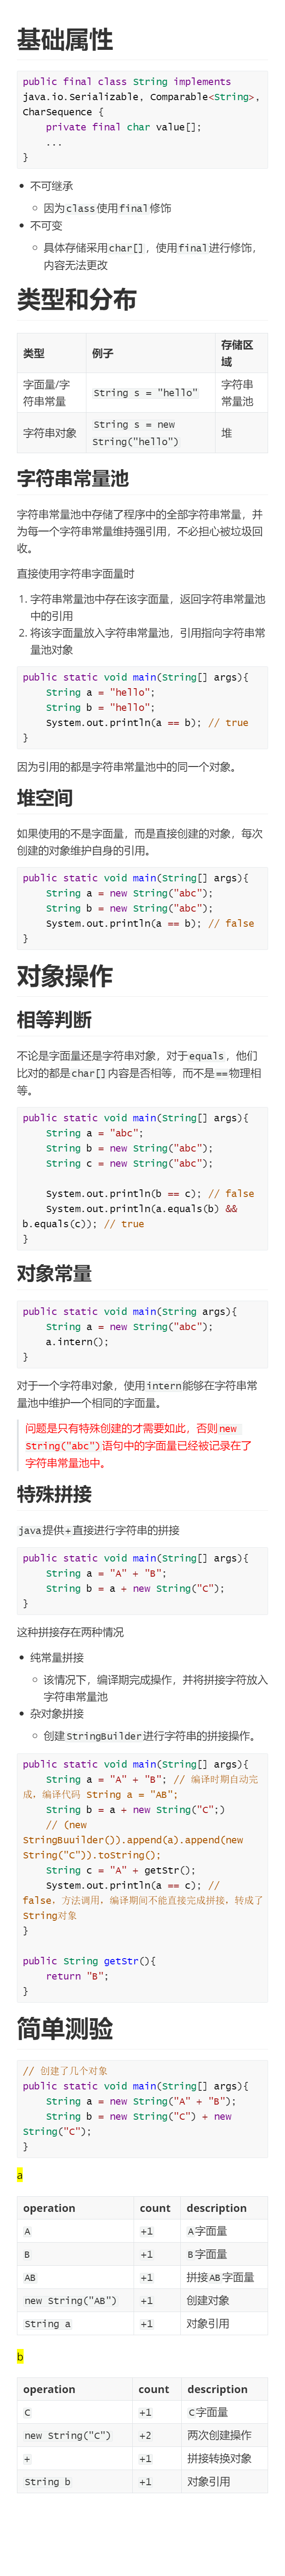 基础属性
public final class String implements
java.io.Serializable, Comparable<String>,
CharSequence {
    private final char value[];
    ...
}
• 不可继承
◦ 因为class使用final修饰
• 不可变
◦ 具体存储采用char[]，使用final进行修饰，
内容无法更改
类型和分布
类型 例子 存储区域
字面量/字符串常量 String s = "hello" 字符串常量池
字符串对象 String s = new String("hello") 堆
字符串常量池
字符串常量池中存储了程序中的全部字符串常量，并
为每一个字符串常量维持强引用，不必担心被垃圾回
收。
直接使用字符串字面量时
1. 字符串常量池中存在该字面量，返回字符串常量池
中的引用
2. 将该字面量放入字符串常量池，引用指向字符串常
量池对象
public static void main(String[] args){
    String a = "hello";
    String b = "hello";
    System.out.println(a == b); // true
}
因为引用的都是字符串常量池中的同一个对象。
堆空间
如果使用的不是字面量，而是直接创建的对象，每次
创建的对象维护自身的引用。
public static void main(String[] args){
    String a = new String("abc");
    String b = new String("abc");
    System.out.println(a == b); // false
}
对象操作
相等判断
不论是字面量还是字符串对象，对于equals，他们
比对的都是char[]内容是否相等，而不是==物理相
等。
public static void main(String[] args){
    String a = "abc";
    String b = new String("abc");
    String c = new String("abc");

    System.out.println(b == c); // false
    System.out.println(a.equals(b) &&
b.equals(c)); // true
}
对象常量
public static void main(String args){
    String a = new String("abc");
    a.intern();
}
对于一个字符串对象，使用intern能够在字符串常
量池中维护一个相同的字面量。
问题是只有特殊创建的才需要如此，否则new
String("abc")语句中的字面量已经被记录在了
字符串常量池中。
特殊拼接
java提供+直接进行字符串的拼接
public static void main(String[] args){
    String a = "A" + "B";
    String b = a + new String("C");
}
这种拼接存在两种情况
• 纯常量拼接
◦ 该情况下，编译期完成操作，并将拼接字符放入
字符串常量池
• 杂对象拼接
◦ 创建StringBuilder进行字符串的拼接操作。
public static void main(String[] args){
    String a = "A" + "B"; // 编译时期自动完
成，编译代码 String a = "AB";
    String b = a + new String("C";)
    // (new
StringBuuilder()).append(a).append(new
String("C")).toString();
    String c = "A" + getStr();
    System.out.println(a == c); //
false，方法调用，编译期间不能直接完成拼接，转成了
String对象
}

public String getStr(){
    return "B";
}
简单测验
// 创建了几个对象
public static void main(String[] args){
    String a = new String("A" + "B");
    String b = new String("C") + new
String("C");
}
a
operation count description
A +1 A字面量
B +1 B字面量
AB +1 拼接AB字面量
new String("AB") +1 创建对象
String a +1 对象引用
b
operation count description
C +1 C字面量
new String("C") +2 两次创建操作
+ +1 拼接转换对象
String b +1 对象引用